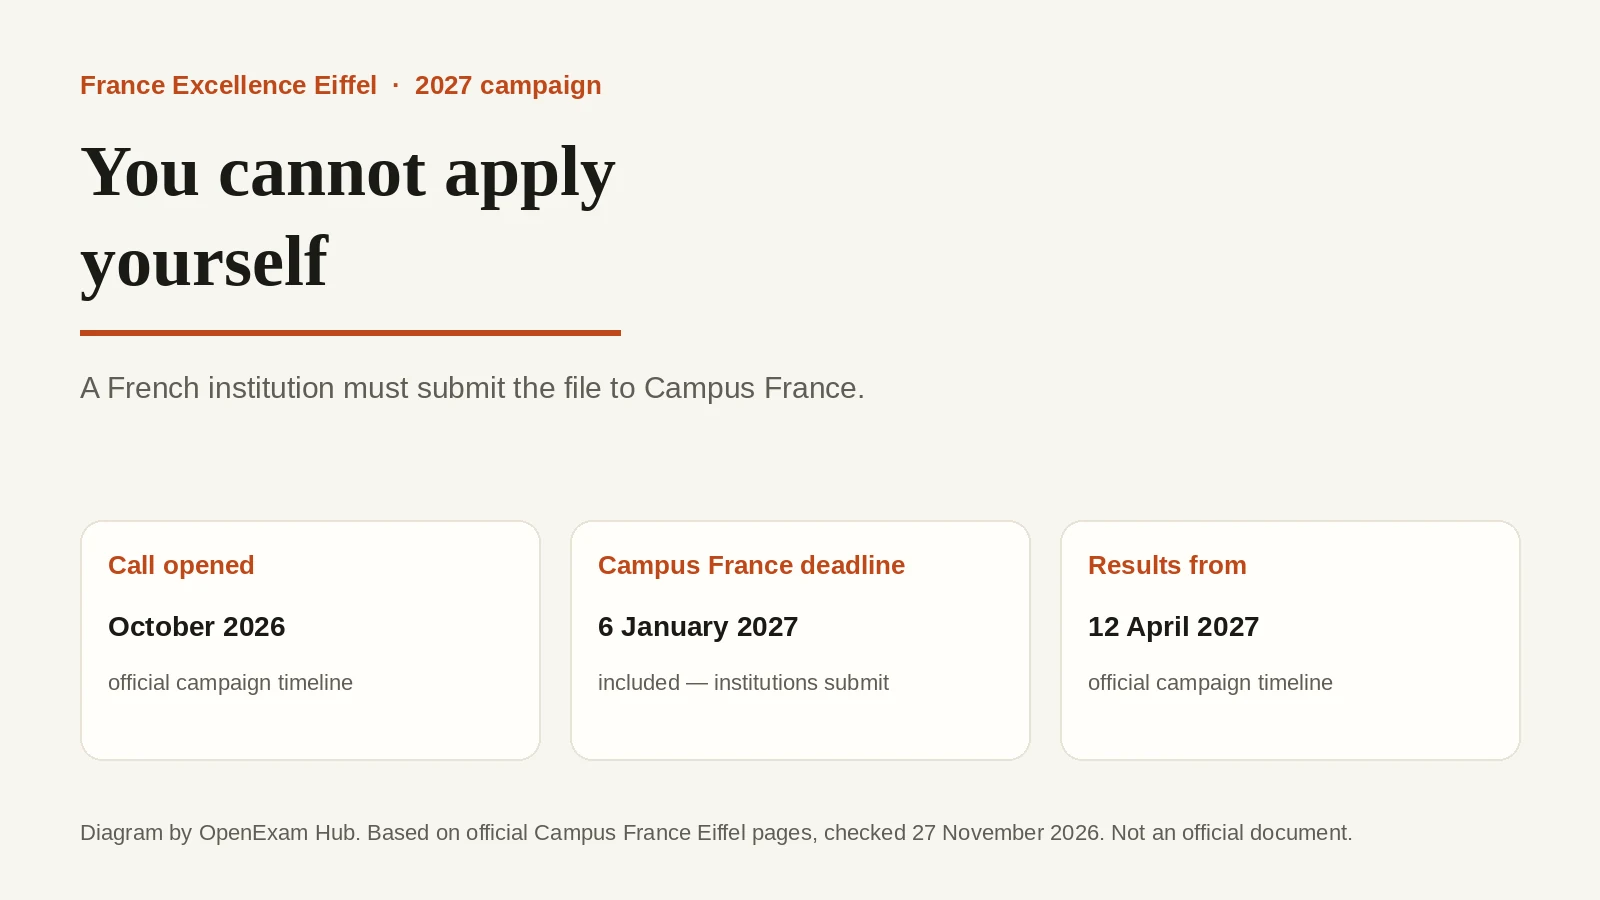 France Excellence Eiffel · 2027 campaign
You cannot apply
yourself
A French institution must submit the file to Campus France.
Call opened
October 2026
official campaign timeline
Campus France deadline
6 January 2027
included — institutions submit
Results from
12 April 2027
official campaign timeline
Diagram by OpenExam Hub. Based on official Campus France Eiffel pages, checked 27 November 2026. Not an official document.